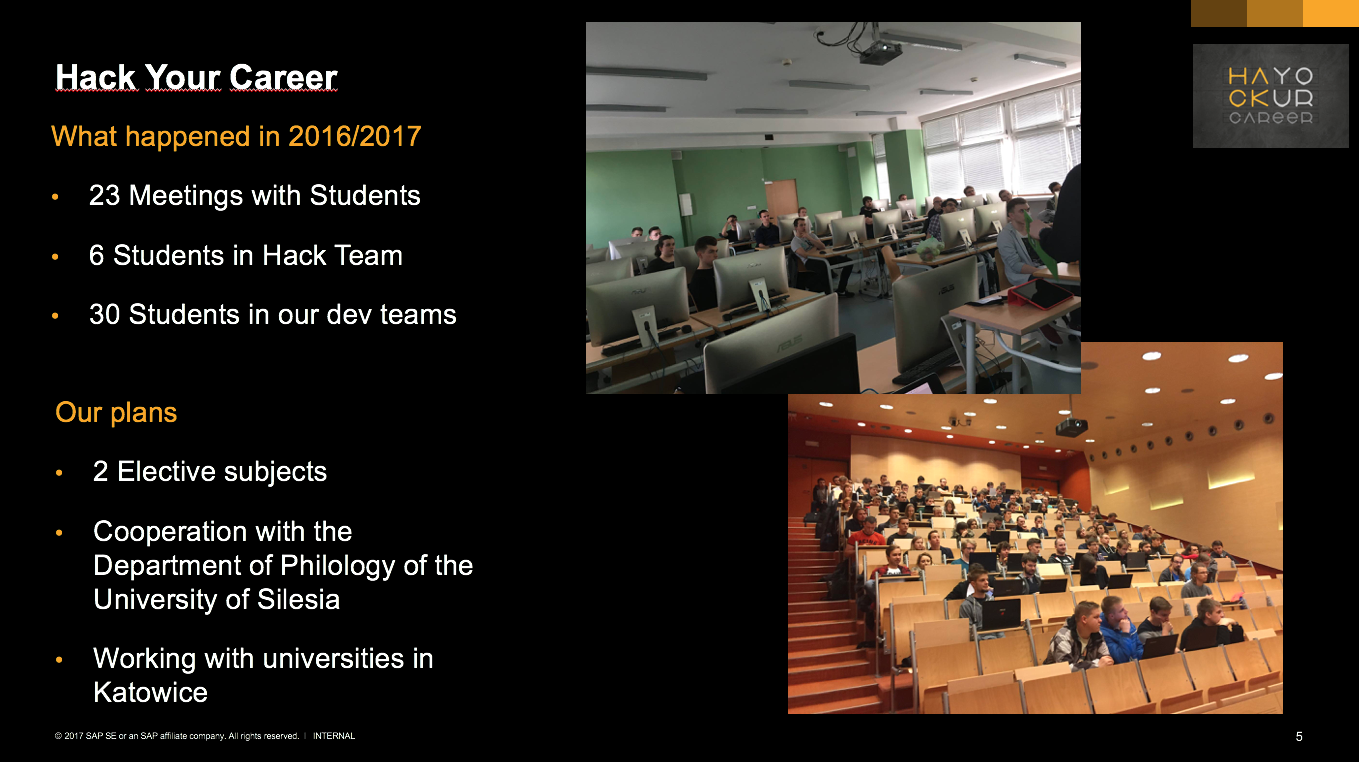 Hack Your Career
What happened in 2016/2017
• 23 Meetings with Students
• 6 Students in Hack Team
• 30 Students in our dev teams
Our plans
• 2 Elective subjects
• Cooperation with the
Department of Philology of the
University of Silesia
• Working with universities in
Katowice
© 2017 SAP SE or an SAP affiliate company. All rights reserved. | INTERNAL
5
HAYO
CKUR
CAREER
ASUS